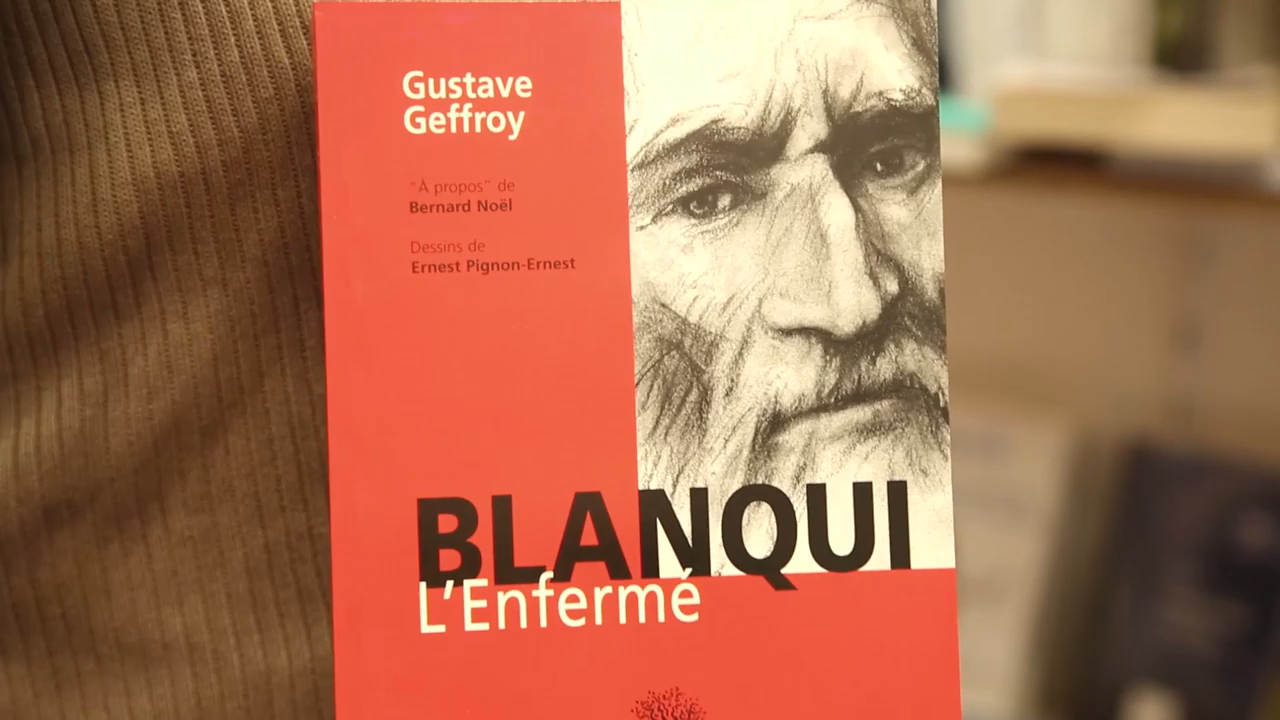 Gustave
Geffroy
“À propos” de
Bernard Noël
Dessins de
Ernest Pignon-Ernest
BLANQUI
L’Enfermé